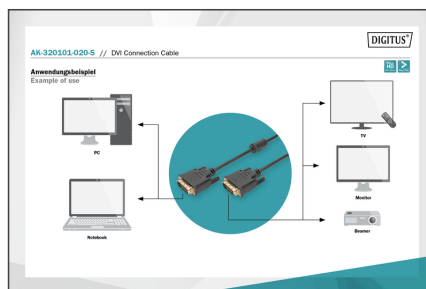 DIGITUS®
AK-320101-020-S // DVI Connection Cable
Anwendungsbeispiel
Example of use
PC
TV
Notebook
Monitor
Beamer